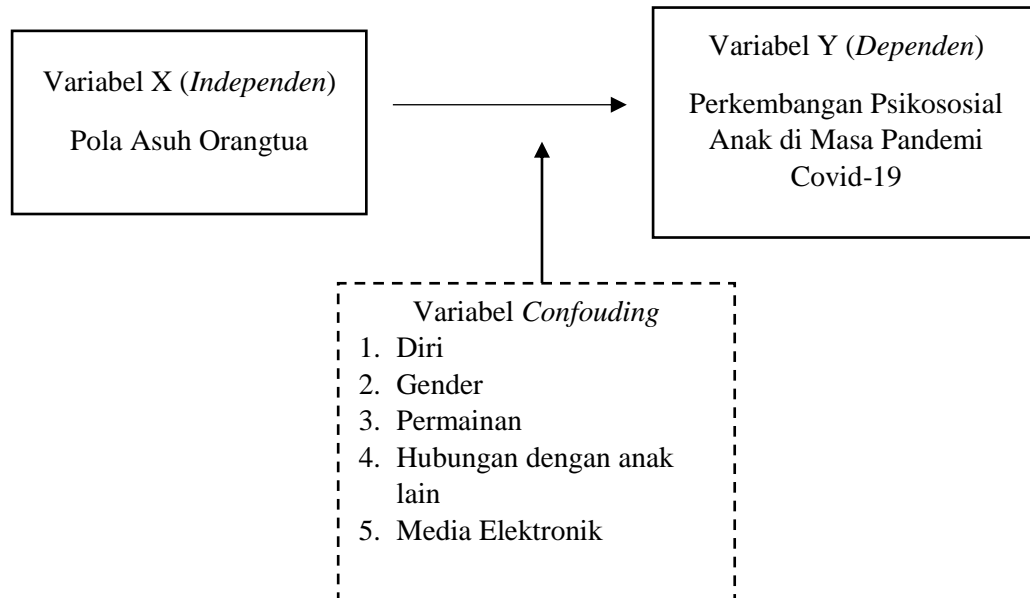 Variabel X (Independen)
Pola Asuh Orangtua
Variabel Y (Dependen)
Perkembangan Psikososial
Anak di Masa Pandemi
Covid-19
Variabel Confouding
1. Diri
2. Gender
3. Permainan
4. Hubungan dengan anak
lain
5. Media Elektronik